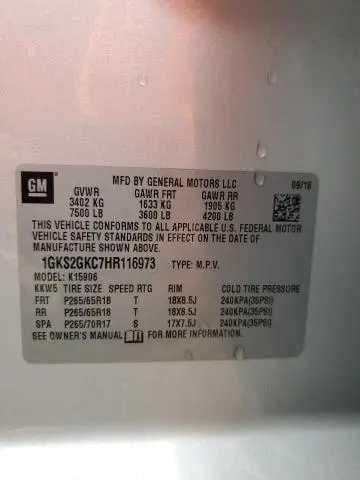 GM
MFD BY GENERAL MOTORS LLC 09/16
GVWR GAWR FRT GAWR RR
3402 KG 1633 KG 1905 KG
7500 LB 3600 LB 4200 LB
THIS VEHICLE CONFORMS TO ALL APPLICABLE U.S. FEDERAL MOTOR
VEHICLE SAFETY STANDARDS IN EFFECT ON THE DATE OF
MANUFACTURE SHOWN ABOVE.
1GKS2GKC7HR116973 TYPE: M.P.V.
MODEL: K15906
KKW5 TIRE SIZE SPEED RTG RIM COLD TIRE PRESSURE
FRT P265/65R18 T 18X8.5J 240KPA(35PSI)
RR P265/65R18 T 18X8.5J 240KPA(35PSI)
SPA P265/70R17 S 17X7.5J 240KPA(35PSI)
SEE OWNER'S MANUAL FOR MORE INFORMATION.